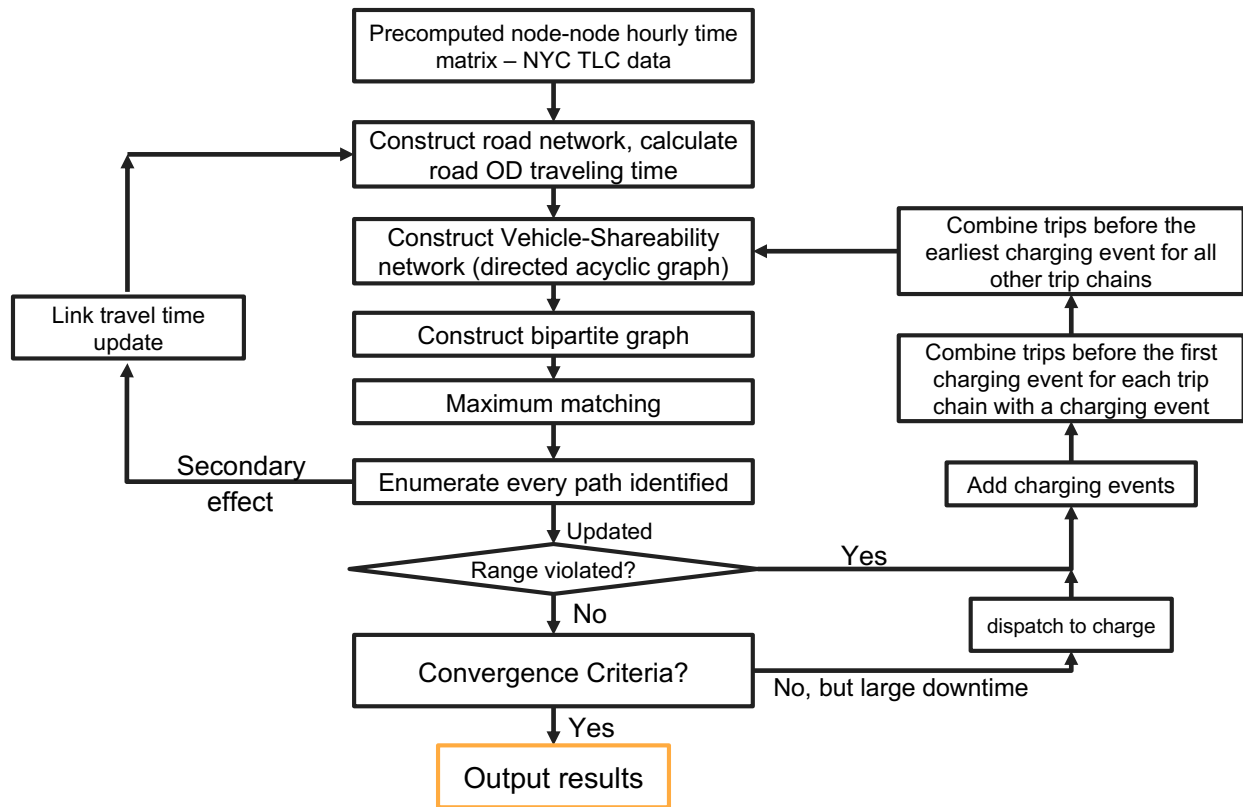 Precomputed node-node hourly time
matrix – NYC TLC data
Construct road network, calculate
road OD traveling time
Construct Vehicle-Shareability
network (directed acyclic graph)
Combine trips before the
earliest charging event for all
other trip chains
Link travel time
update
Construct bipartite graph
Combine trips before the first
charging event for each trip
chain with a charging event
Maximum matching
Secondary
effect
Enumerate every path identified
Add charging events
Updated
Range violated?
Yes
No
dispatch to charge
Convergence Criteria?
No, but large downtime
Yes
Output results